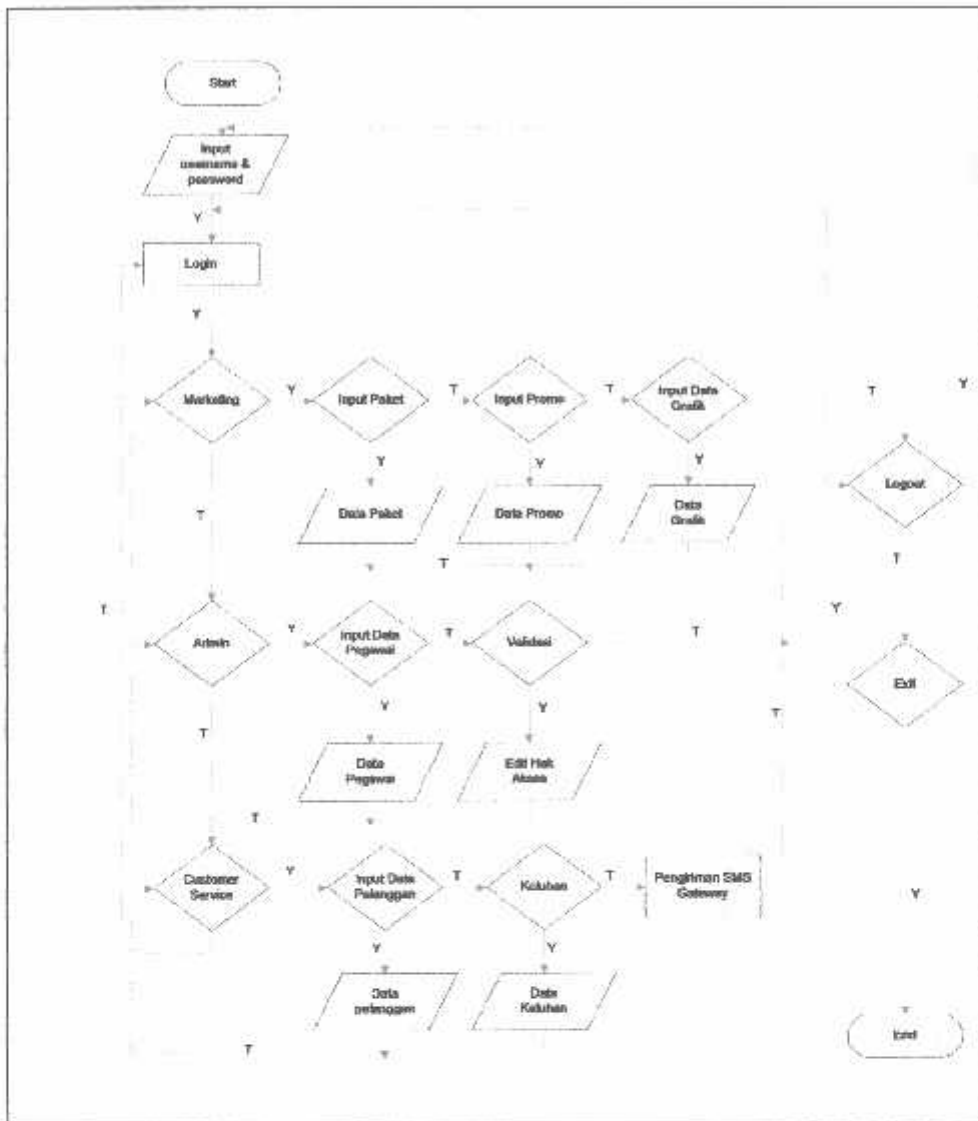 Start
Input
username &
password
Y
Login
Y
Marketing
Y
Input Paket
T
Input Promo
T
Input Data
Grafik
T
Y
Y
Y
Y
Logout
T
Data Paket
Data Promo
Data
Grafik
T
T
T
Admin
Y
Input Data
Pegawai
T
Validasi
T
Y
Exit
T
Y
Y
T
Data
Pegawai
Edit Hak
Akses
T
Customer
Service
Y
Input Data
Pelanggan
T
Keluhan
T
Pengiriman SMS
Gateway
Y
Y
Y
Data
pelanggan
Data
Keluhan
End
T